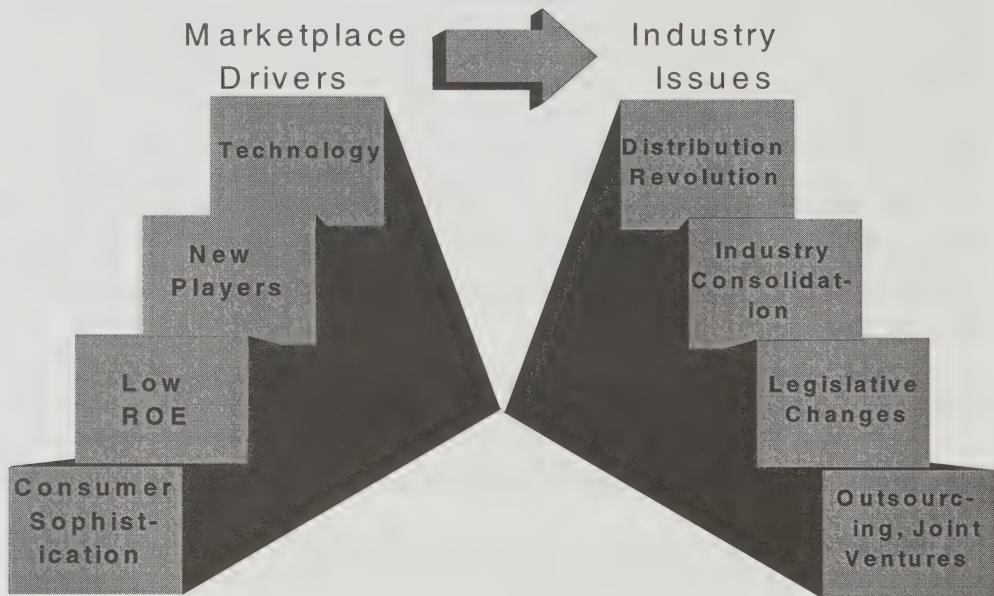 Marketplace
Drivers
Industry
Issues
Technology
New
Players
Low
ROE
Consumer
Sophist-
ication
Distribution
Revolution
Industry
Consolidat-
ion
Legislative
Changes
Outsourc-
ing, Joint
Ventures